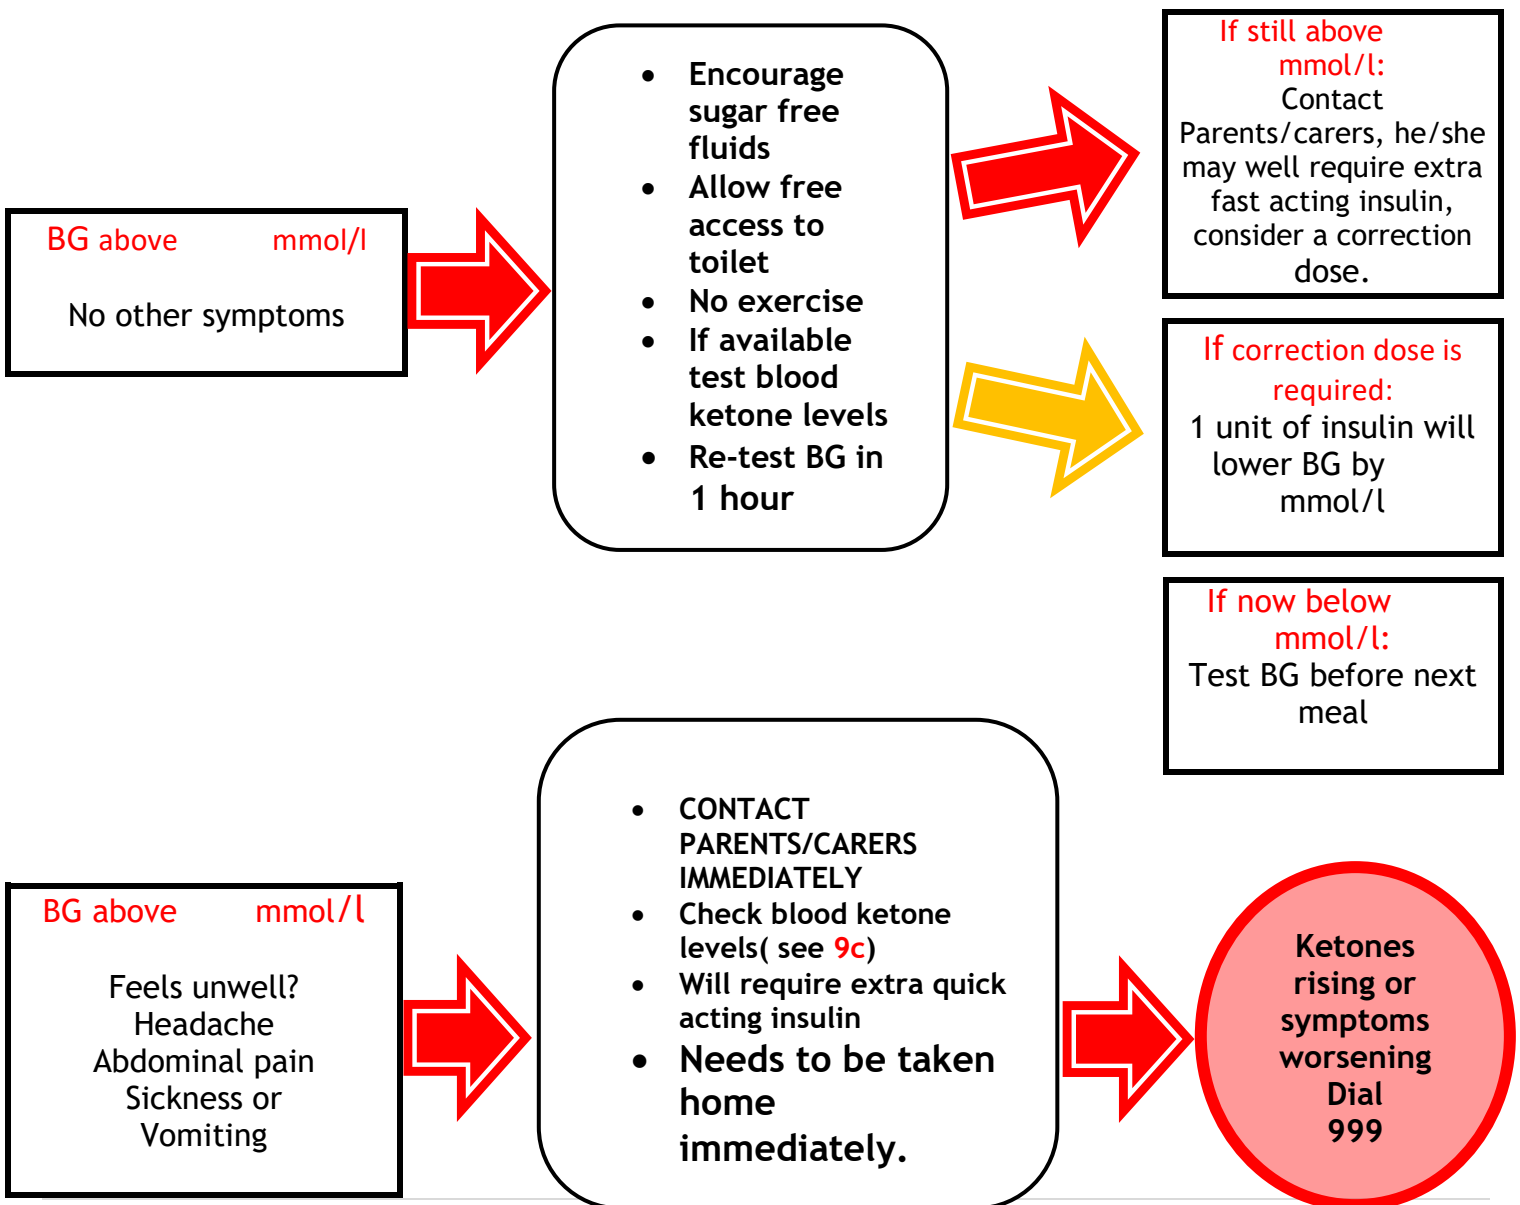 BG above mmol/l
No other symptoms
• Encourage
sugar free
fluids
• Allow free
access to
toilet
• No exercise
• If available
test blood
ketone levels
• Re-test BG in
1 hour
If still above
mmol/l:
Contact
Parents/carers, he/she
may well require extra
fast acting insulin,
consider a correction
dose.
If correction dose is
required:
1 unit of insulin will
lower BG by
mmol/l
If now below
mmol/l:
Test BG before next
meal
BG above mmol/l
Feels unwell?
Headache
Abdominal pain
Sickness or
Vomiting
• CONTACT
PARENTS/CARERS
IMMEDIATELY
• Check blood ketone
levels( see 9c)
• Will require extra quick
acting insulin
• Needs to be taken
home
immediately.
Ketones
rising or
symptoms
worsening
Dial
999